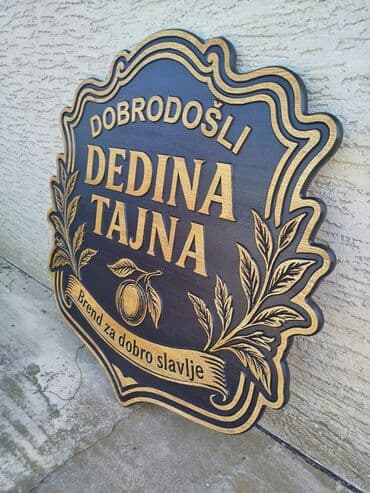 DOBRODOŠLI
DEDINA
TAJNA
Brend za dobro slavlje